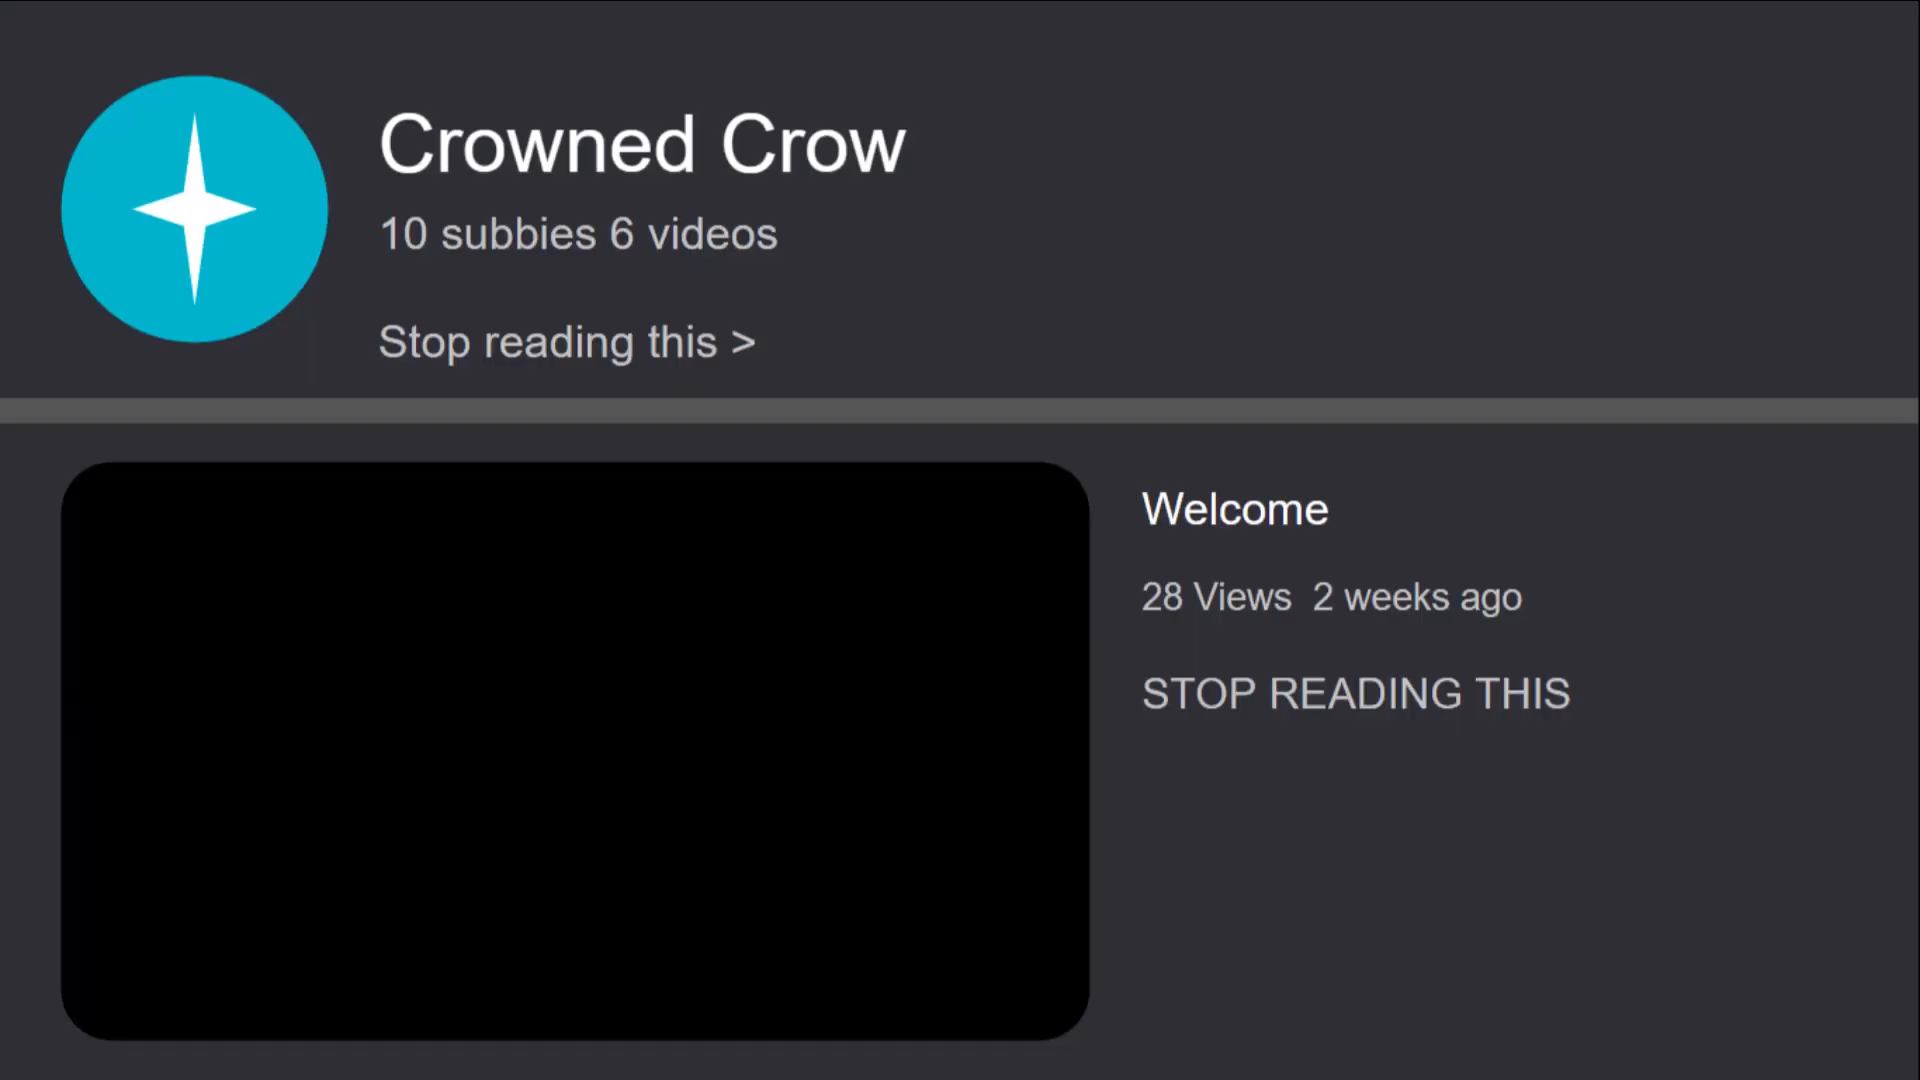 Crowned Crow
10 subbies 6 videos
Stop reading this >
Welcome
28 Views  2 weeks ago
STOP READING THIS